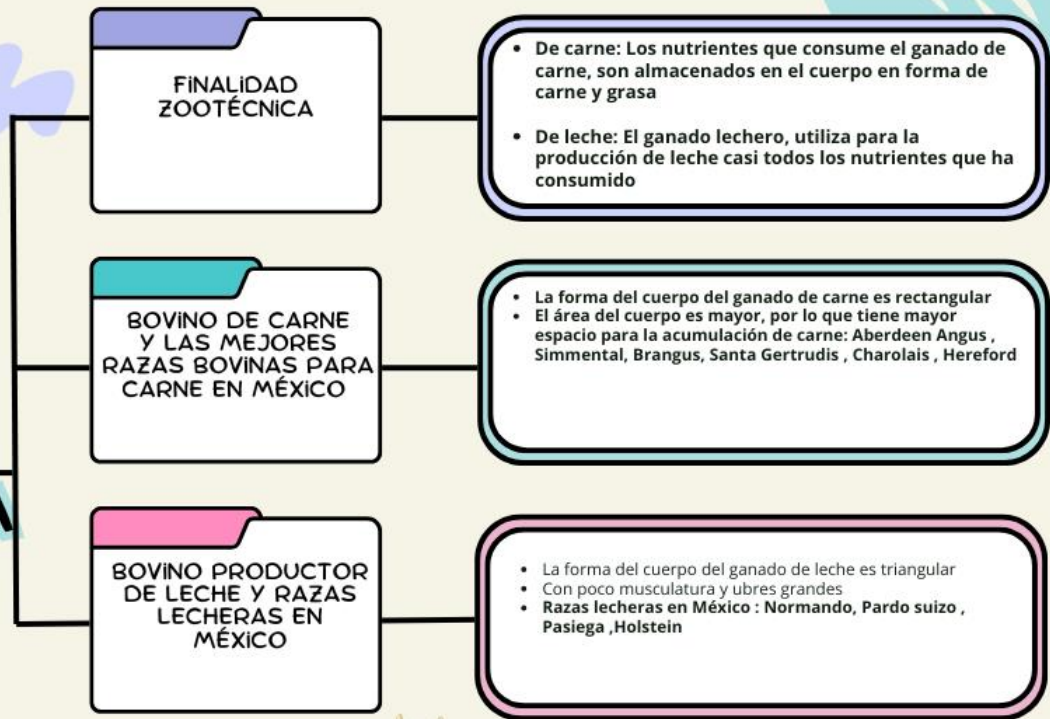 FINALIDAD
ZOOTÉCNICA
• De carne: Los nutrientes que consume el ganado de
carne, son almacenados en el cuerpo en forma de
carne y grasa
• De leche: El ganado lechero, utiliza para la
producción de leche casi todos los nutrientes que ha
consumido
BOVINO DE CARNE
Y LAS MEJORES
RAZAS BOVINAS PARA
CARNE EN MÉXICO
• La forma del cuerpo del ganado de carne es rectangular
• El área del cuerpo es mayor, por lo que tiene mayor
espacio para la acumulación de carne: Aberdeen Angus ,
Simmental, Brangus, Santa Gertrudis , Charolais , Hereford
BOVINO PRODUCTOR
DE LECHE Y RAZAS
LECHERAS EN
MÉXICO
• La forma del cuerpo del ganado de leche es triangular
• Con poco musculatura y ubres grandes
• Razas lecheras en México : Normando, Pardo suizo ,
Pasiega ,Holstein